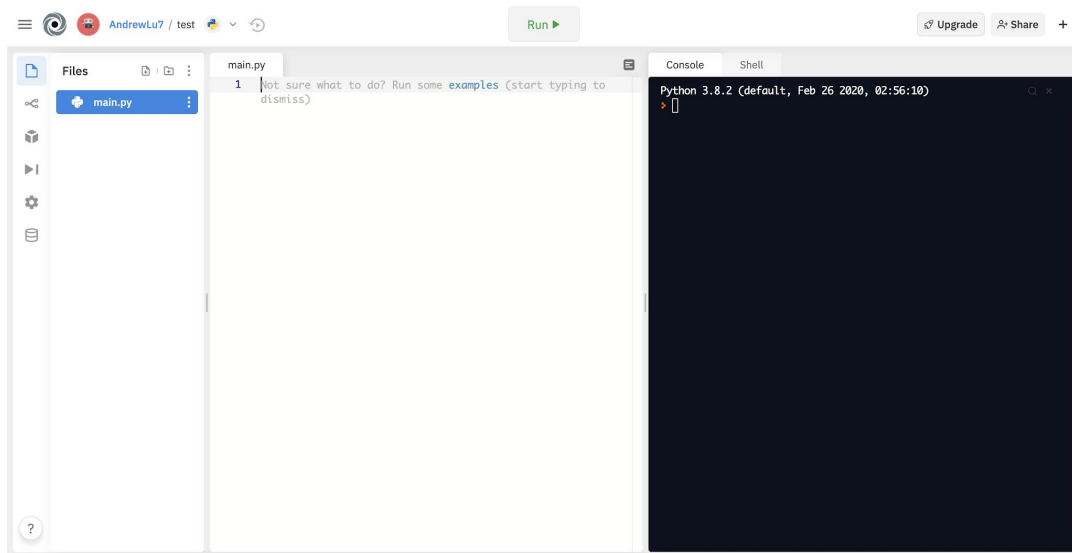 AndrewLu7 / test
Run
Upgrade
Share
+
Files
main.py
main.py
1 Not sure what to do? Run some examples (start typing to
dismiss)
Console
Shell
Python 3.8.2 (default, Feb 26 2020, 02:56:10)
>
?